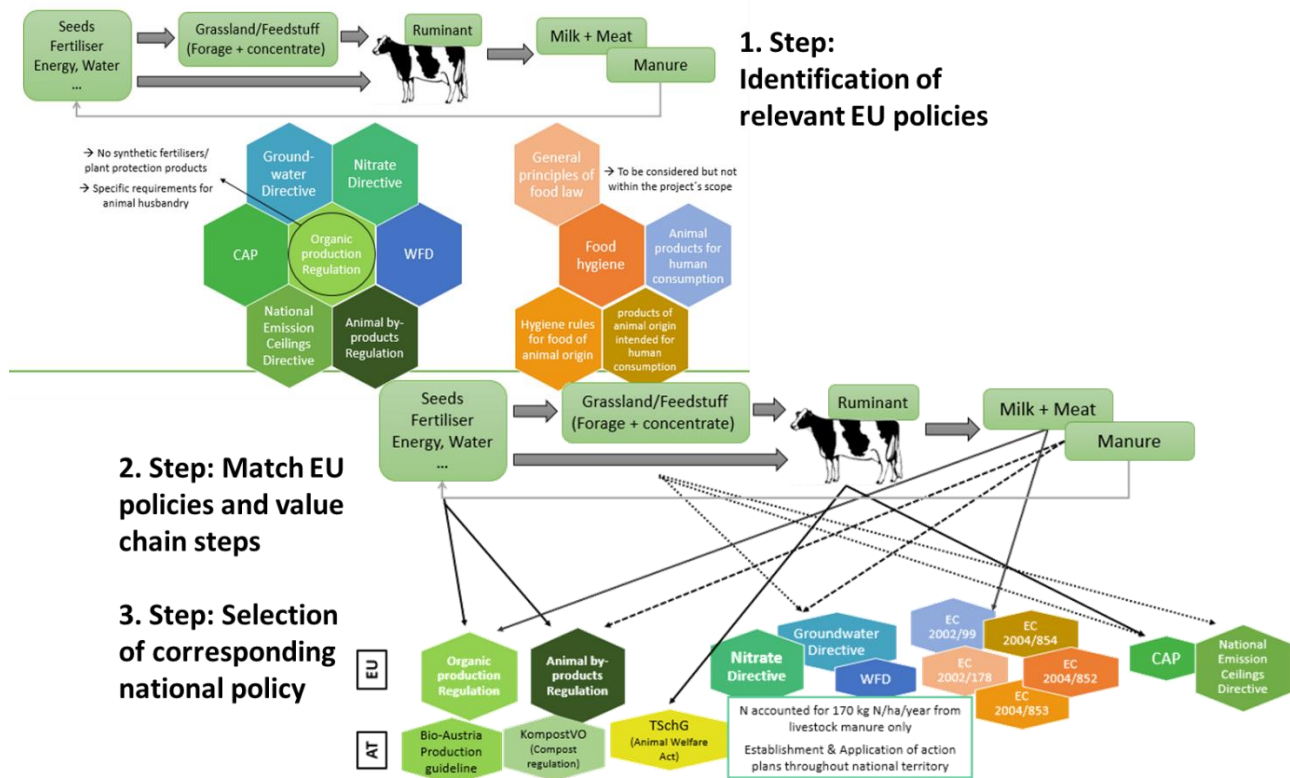 Seeds
Fertiliser
Energy, Water
...
Grassland/Feedstuff
(Forage + concentrate)
Ruminant
Milk + Meat
Manure
1. Step:
Identification of
relevant EU policies
→ No synthetic fertilisers/
plant protection products
→ Specific requirements for
animal husbandry
Ground-
water
Directive
Nitrate
Directive
CAP
Organic
production
Regulation
WFD
National
Emission
Ceilings
Directive
Animal by-
products
Regulation
General
principles
of food law
→ To be considered but not
within the project´s scope
Food
hygiene
Animal
products for
human
consumption
Hygiene rules
for food of
animal origin
products of
animal origin
intended for
human
consumption
Seeds
Fertiliser
Energy, Water
...
Grassland/Feedstuff
(Forage + concentrate)
Ruminant
Milk + Meat
Manure
2. Step: Match EU
policies and value
chain steps
3. Step: Selection
of corresponding
national policy
EU
Organic
production
Regulation
Animal by-
products
Regulation
Nitrate
Directive
Groundwater
Directive
WFD
EC
2002/99
EC
2004/854
EC
2002/178
EC
2004/852
EC
2004/853
CAP
National
Emission
Ceilings
Directive
AT
Bio-Austria
Production
guideline
KompostVO
(Compost
regulation)
TSchG
(Animal Welfare
Act)
N accounted for 170 kg N/ha/year from
livestock manure only
Establishment & Application of action
plans throughout national territory